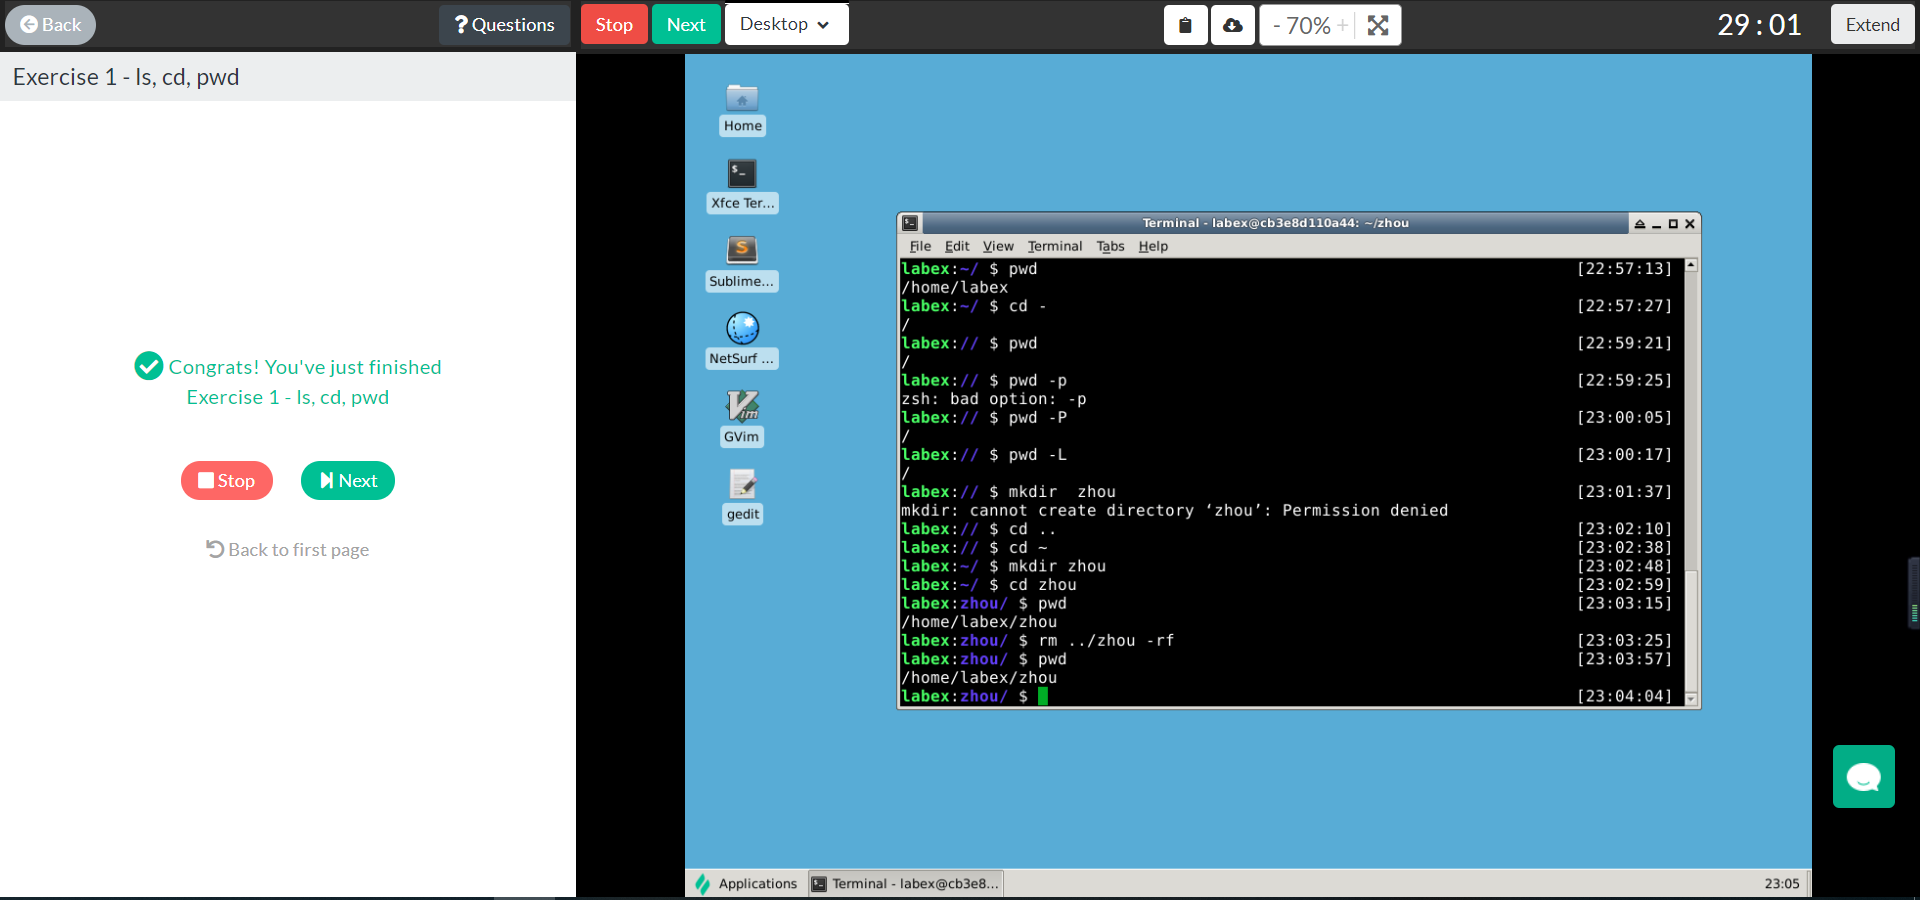 Back
? Questions
Stop
Next
Desktop
- 70% +
29 : 01
Extend
Exercise 1 - ls, cd, pwd
Congrats! You've just finished
Exercise 1 - ls, cd, pwd
Stop
Next
Back to first page
Home
Xfce Ter...
Sublime...
NetSurf ...
GVim
gedit
Terminal - labex@cb3e8d110a44: ~/zhou
File Edit View Terminal Tabs Help
labex:~/ $ pwd [22:57:13]
/home/labex
labex:~/ $ cd - [22:57:27]
/
labex:// $ pwd [22:59:21]
/
labex:// $ pwd -p [22:59:25]
zsh: bad option: -p
labex:// $ pwd -P [23:00:05]
/
labex:// $ pwd -L [23:00:17]
/
labex:// $ mkdir  zhou [23:01:37]
mkdir: cannot create directory ‘zhou’: Permission denied
labex:// $ cd .. [23:02:10]
labex:// $ cd ~ [23:02:38]
labex:~/ $ mkdir zhou [23:02:48]
labex:~/ $ cd zhou [23:02:59]
labex:zhou/ $ pwd [23:03:15]
/home/labex/zhou
labex:zhou/ $ rm ../zhou -rf [23:03:25]
labex:zhou/ $ pwd [23:03:57]
/home/labex/zhou
labex:zhou/ $ [23:04:04]
Applications
Terminal - labex@cb3e8...
23:05